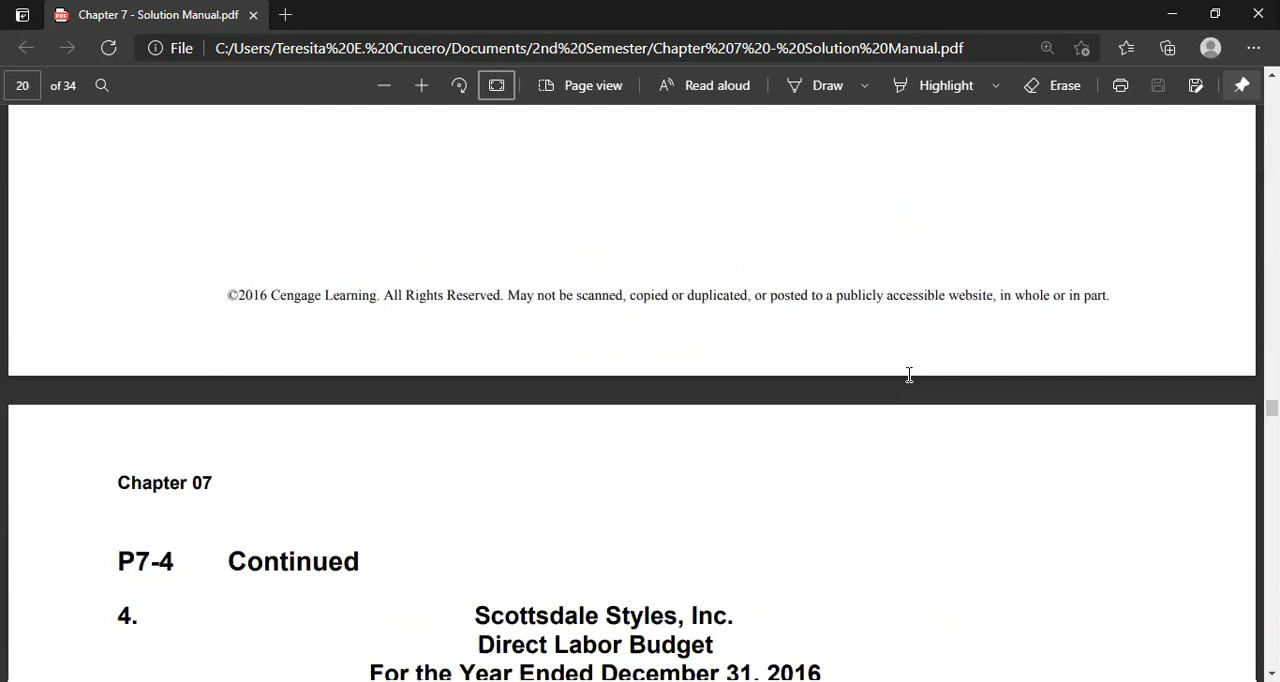 Chapter 7 - Solution Manual.pdf
File C:/Users/Teresita%20E.%20Crucero/Documents/2nd%20Semester/Chapter%207%20-%20Solution%20Manual.pdf
20 of 34 Page view Read aloud Draw Highlight Erase
©2016 Cengage Learning. All Rights Reserved. May not be scanned, copied or duplicated, or posted to a publicly accessible website, in whole or in part.
Chapter 07
P7-4 Continued
4. Scottsdale Styles, Inc.
Direct Labor Budget
For the Year Ended December 31, 2016